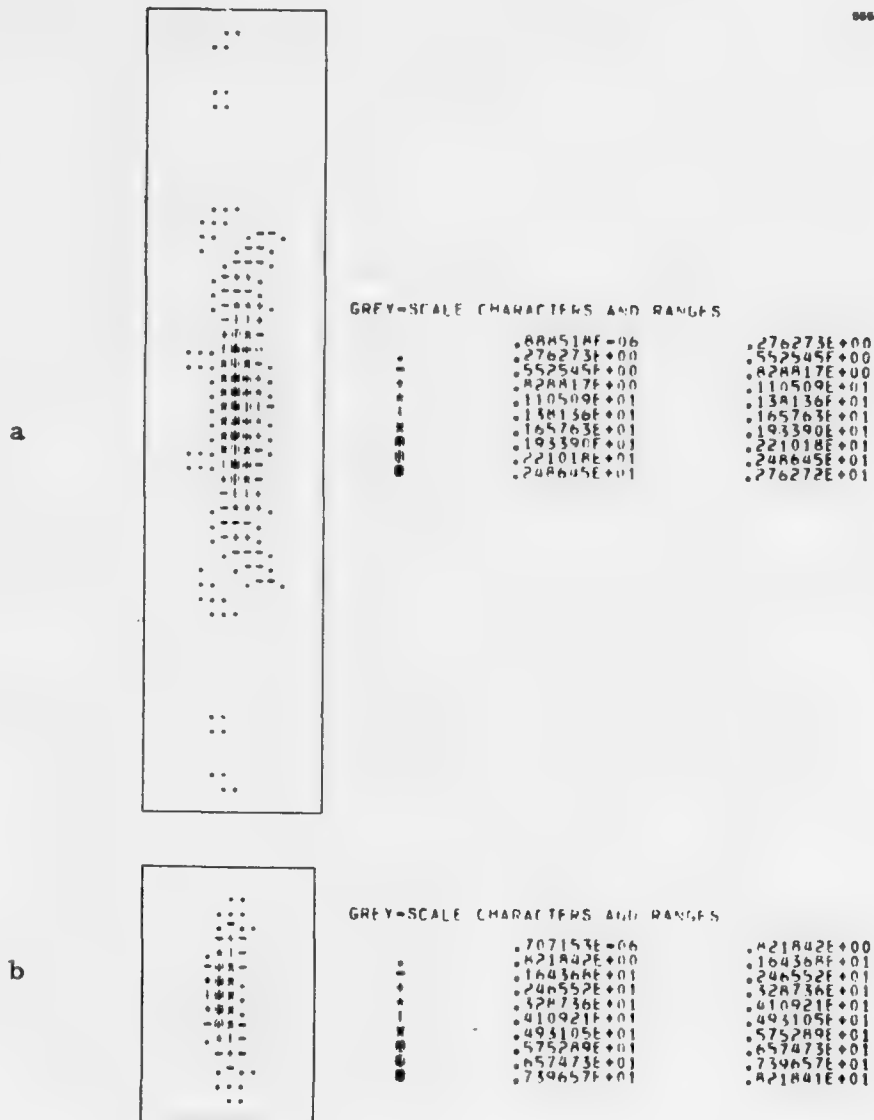 a
GREY-SCALE CHARACTERS AND RANGES
.888518E-06 .276273E+00
.276273E+00 .552545E+00
.552545E+00 .828817E+00
.828817E+00 .110509E+01
.110509E+01 .138136E+01
.138136E+01 .165763E+01
.165763E+01 .193390E+01
.193390E+01 .221018E+01
.221018E+01 .248645E+01
.248645E+01 .276272E+01
b
GREY-SCALE CHARACTERS AND RANGES
.707153E-06 .821842E+00
.821842E+00 .164368E+01
.164368E+01 .246552E+01
.246552E+01 .328736E+01
.328736E+01 .410921E+01
.410921E+01 .493105E+01
.493105E+01 .575289E+01
.575289E+01 .657473E+01
.657473E+01 .739657E+01
.739657E+01 .821841E+01